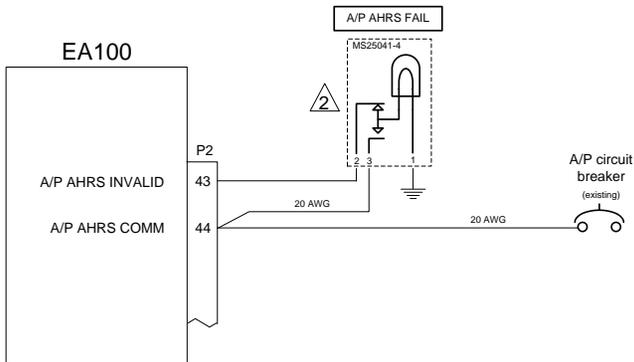 A/P AHRS FAIL
EA100
MS25041-4
2
P2
2 3 1
A/P circuit
breaker
(existing)
A/P AHRS INVALID 43
20 AWG
A/P AHRS COMM 44
20 AWG